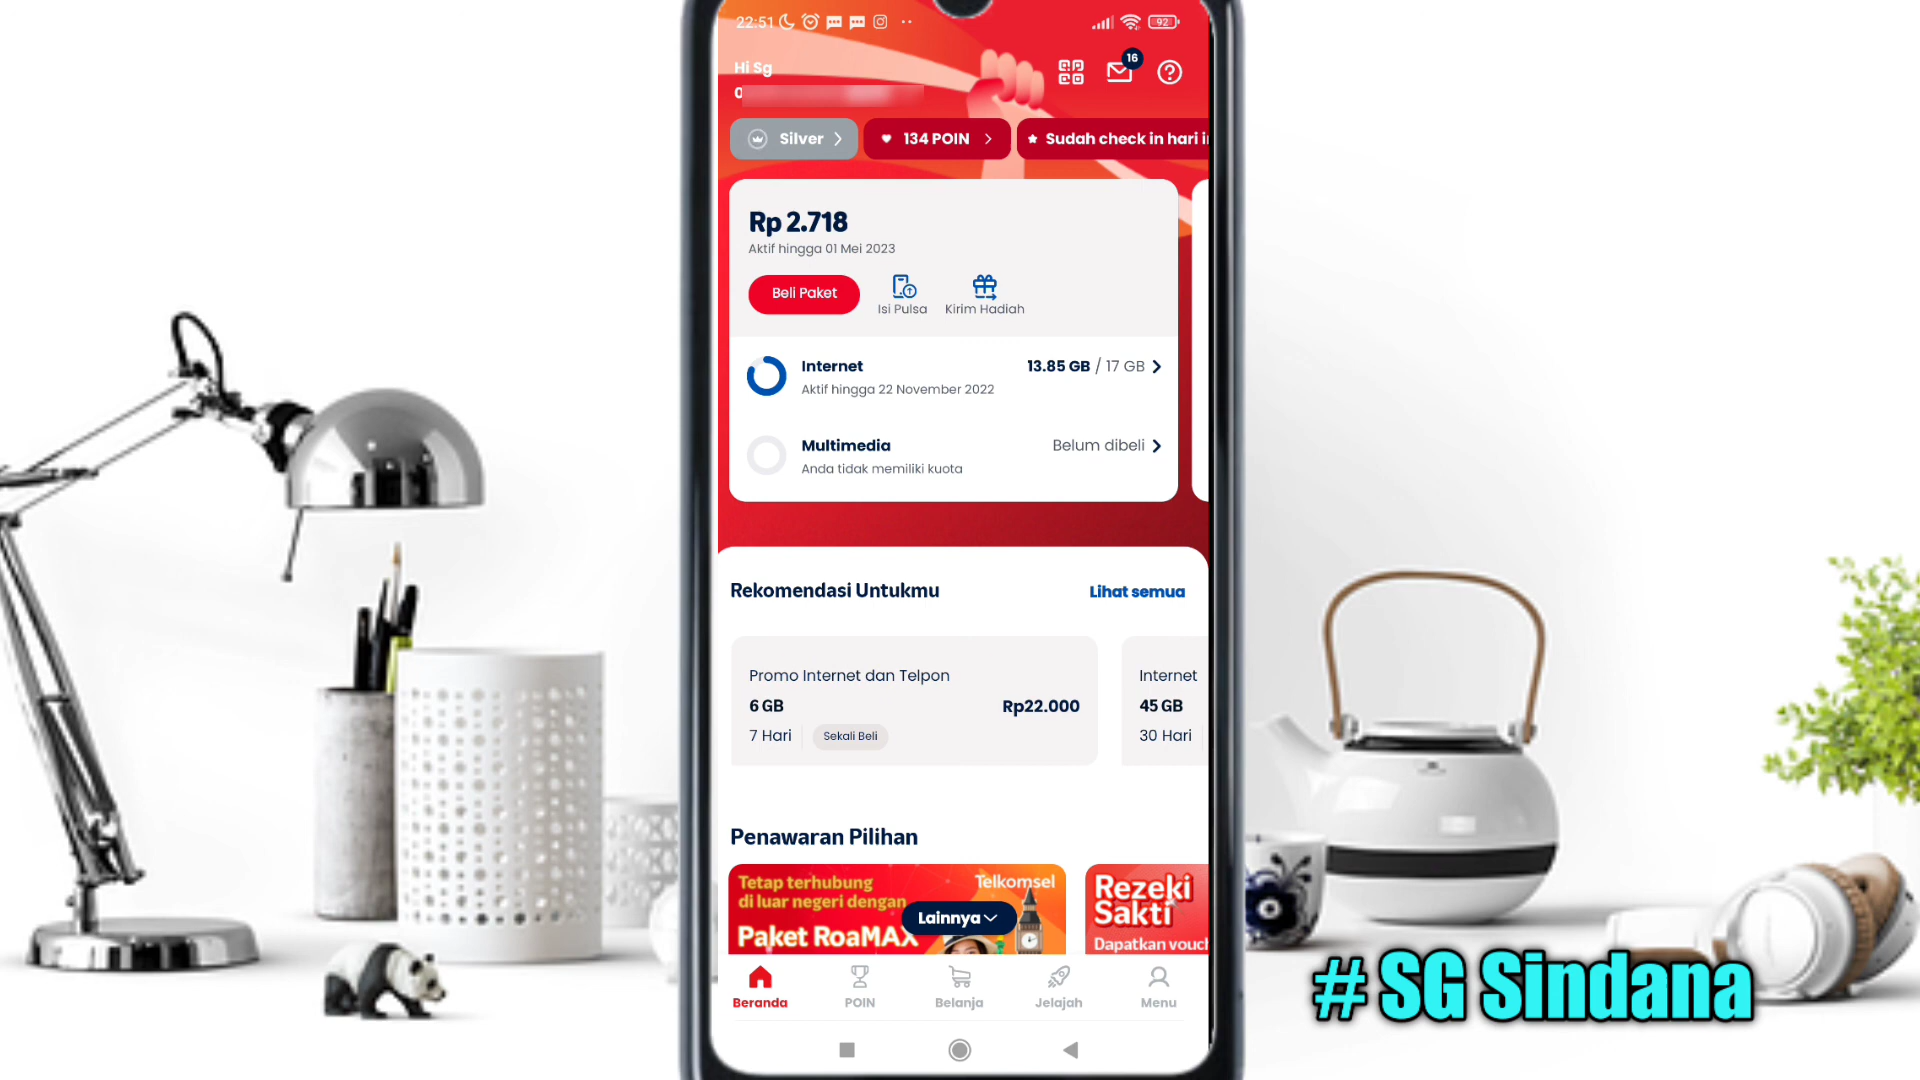 22:51
92
Hi Sg
0
16
Silver
134 POIN
Sudah check in hari i
Rp 2.718
Aktif hingga 01 Mei 2023
Beli Paket
Isi Pulsa
Kirim Hadiah
Internet
13.85 GB / 17 GB
Aktif hingga 22 November 2022
Multimedia
Belum dibeli
Anda tidak memiliki kuota
Rekomendasi Untukmu
Lihat semua
Promo Internet dan Telpon
6 GB
Rp22.000
7 Hari
Sekali Beli
Internet
45 GB
30 Hari
Penawaran Pilihan
Tetap terhubung
di luar negeri dengan
Paket RoaMAX
Telkomsel
Lainnya
Rezeki
Sakti
Dapatkan vouch
Beranda
POIN
Belanja
Jelajah
Menu
# SG Sindana